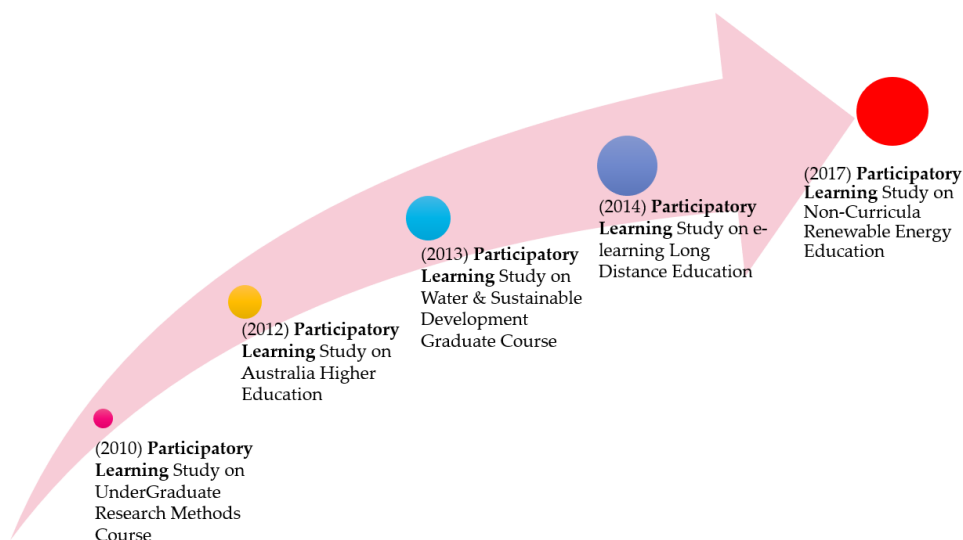 (2010) Participatory
Learning Study on
UnderGraduate
Research Methods
Course
(2012) Participatory
Learning Study on
Australia Higher
Education
(2013) Participatory
Learning Study on
Water & Sustainable
Development
Graduate Course
(2014) Participatory
Learning Study on e-
learning Long
Distance Education
(2017) Participatory
Learning Study on
Non-Curricula
Renewable Energy
Education